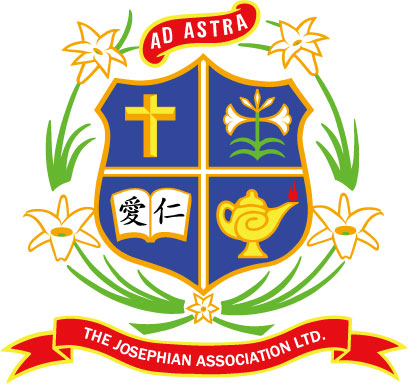 AD ASTRA
愛仁
THE JOSEPHIAN ASSOCIATION LTD.